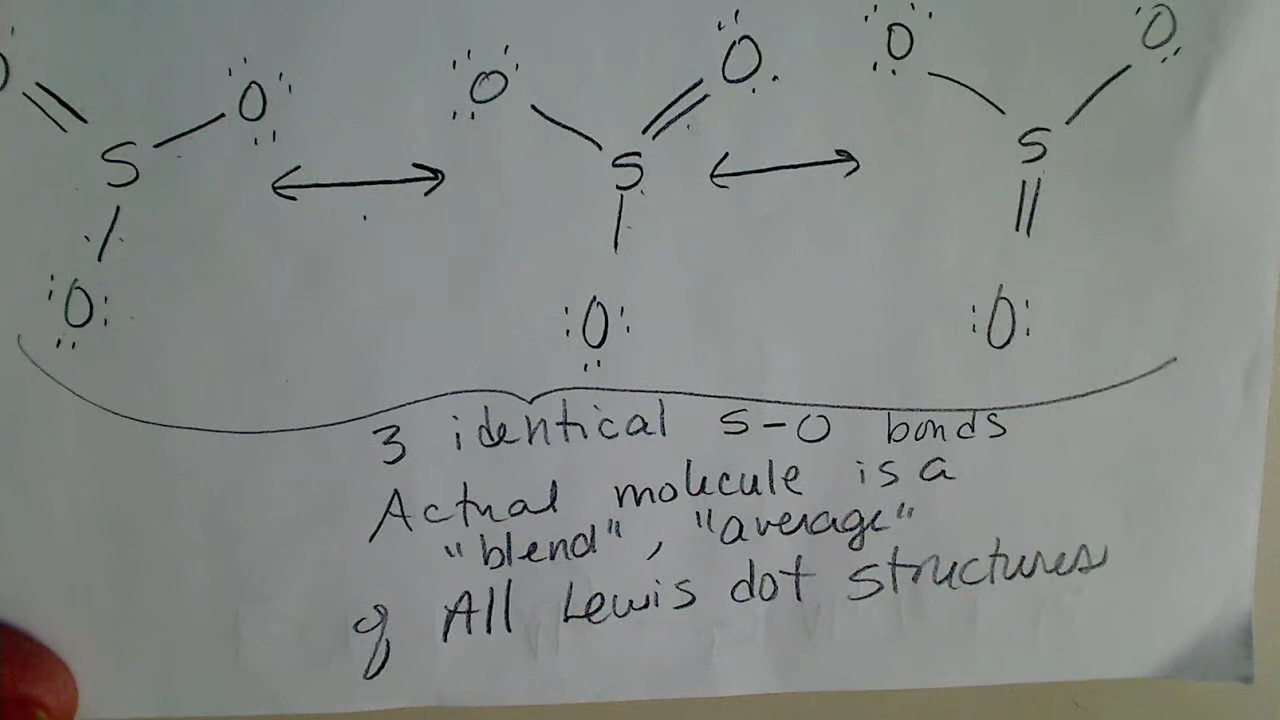 O O O O O O
S S S
O O O
3 identical S-O bonds
Actual molecule is a
"blend", "average"
of All Lewis dot structures